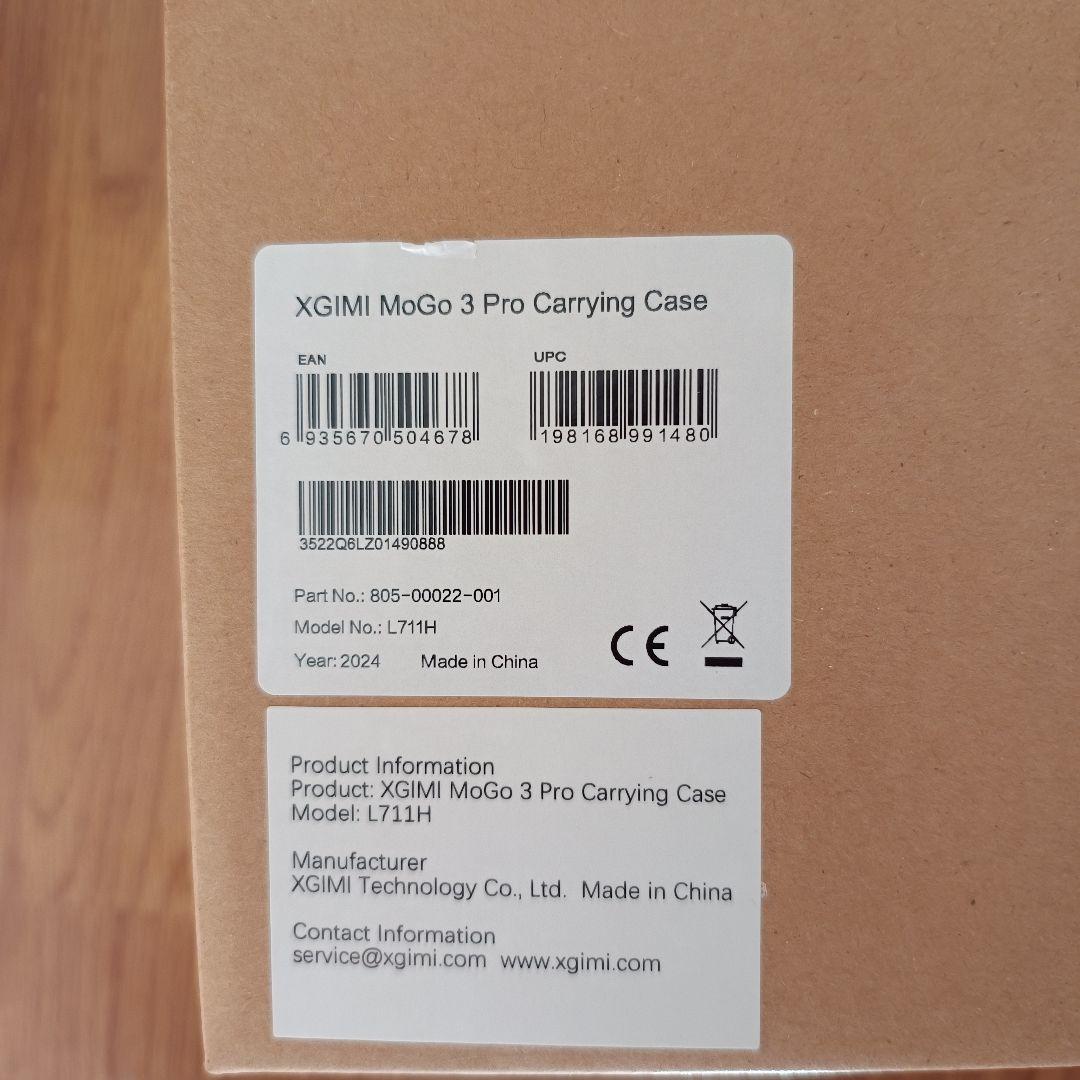 XGIMI MoGo 3 Pro Carrying Case
EAN UPC
6 935670 504678 198168 991480
3522Q6LZ01490888
Part No.: 805-00022-001
Model No.: L711H
Year: 2024 Made in China
CE
Product Information
Product: XGIMI MoGo 3 Pro Carrying Case
Model: L711H
Manufacturer
XGIMI Technology Co., Ltd. Made in China
Contact Information
service@xgimi.com www.xgimi.com